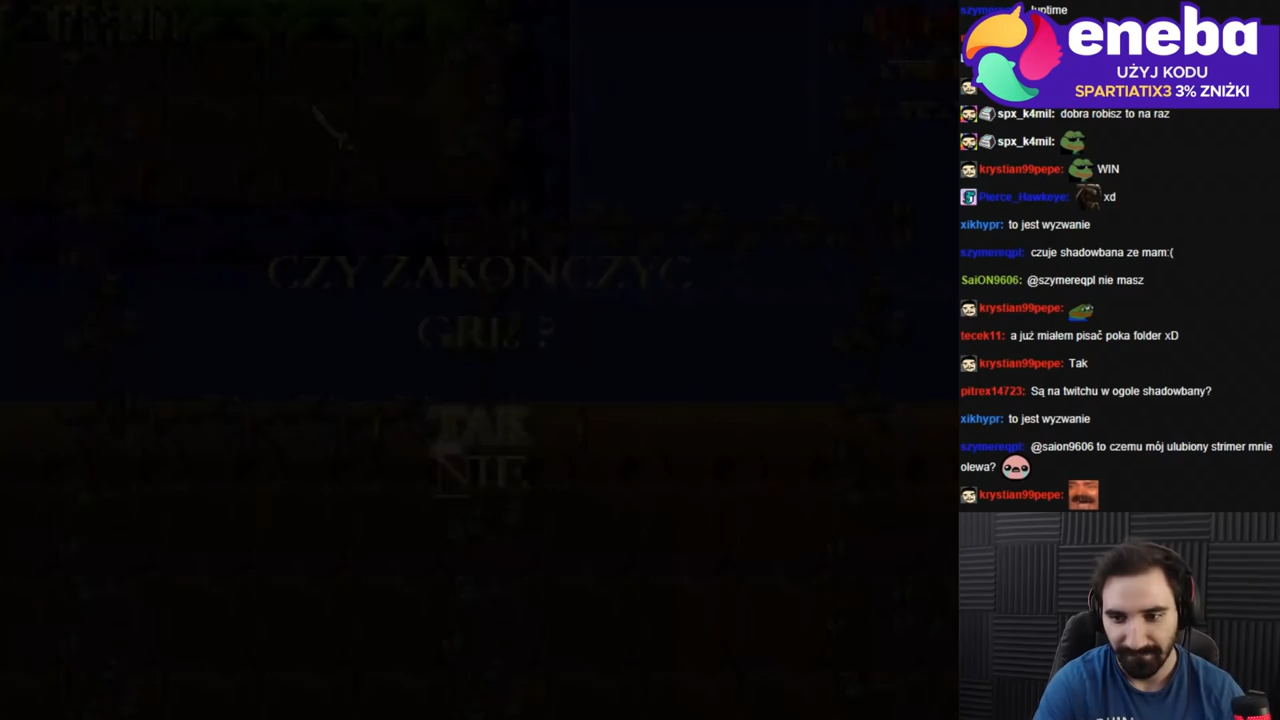 CZY ZAKOŃCZYĆ
GRĘ ?
TAK
NIE
szymereqpl: !uptime
eneba
UŻYJ KODU
SPARTIATIX3 3% ZNIŻKI
spx_k4mil: dobra robisz to na raz
spx_k4mil:
krystian99pepe: WIN
Pierce_Hawkeye: xd
xikhypr: to jest wyzwanie
szymereqpl: czuje shadowbana ze mam:(
SaiON9606: @szymereqpl nie masz
krystian99pepe:
tecek11: a już miałem pisač poka folder xD
krystian99pepe: Tak
pitrex14723: Są na twitchu w ogole shadowbany?
xikhypr: to jest wyzwanie
szymereqpl: @saion9606 to czemu mój ulubiony strimer mnie
olewa?
krystian99pepe: